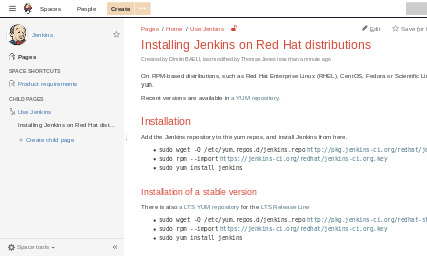 Spaces People Create ···
Jenkins
Pages
SPACE SHORTCUTS
Product requirements
CHILD PAGES
Use Jenkins
Installing Jenkins on Red Hat dist...
+ Create child page
Space tools
Pages / Home / Use Jenkins
Edit Save for
Installing Jenkins on Red Hat distributions
Created by Dimitri BAELI, last modified by Thomas Jones less than a minute ago
On RPM-based distributions, such as Red Hat Enterprise Linux (RHEL), CentOS, Fedora or Scientific
yum.
Recent versions are available in a YUM repository.
Installation
Add the Jenkins repository to the yum repos, and install Jenkins from here.
• sudo wget -O /etc/yum.repos.d/jenkins.repo http://pkg.jenkins-ci.org/redhat/
• sudo rpm --import https://jenkins-ci.org/redhat/jenkins-ci.org.key
• sudo yum install jenkins
Installation of a stable version
There is also a LTS YUM repository for the LTS Release Line
• sudo wget -O /etc/yum.repos.d/jenkins.repo http://pkg.jenkins-ci.org/redhat-st
• sudo rpm --import https://jenkins-ci.org/redhat/jenkins-ci.org.key
• sudo yum install jenkins